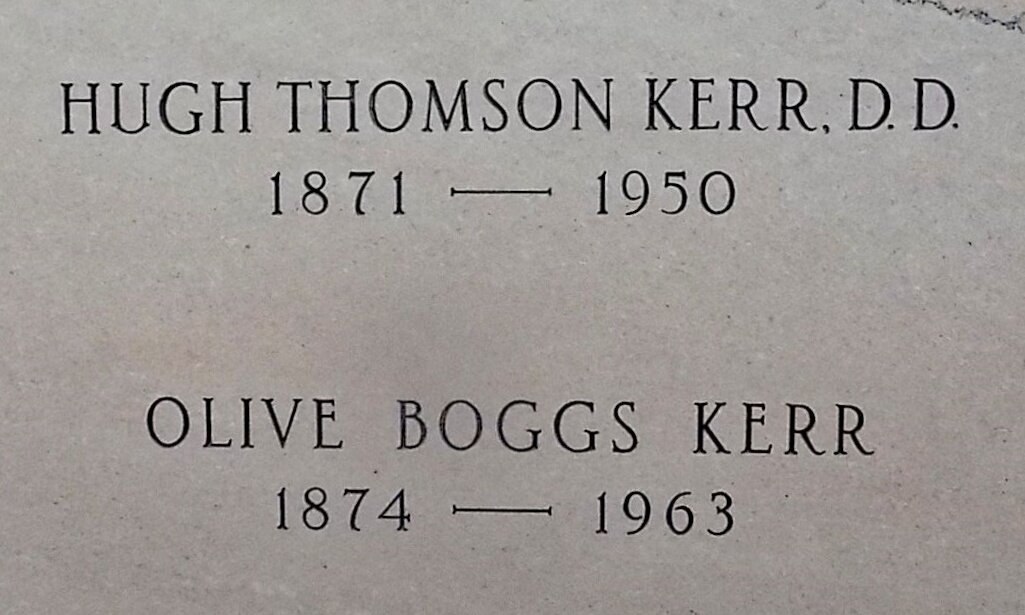 HUGH THOMSON KERR, D. D.
1871 — 1950
OLIVE BOGGS KERR
1874 — 1963